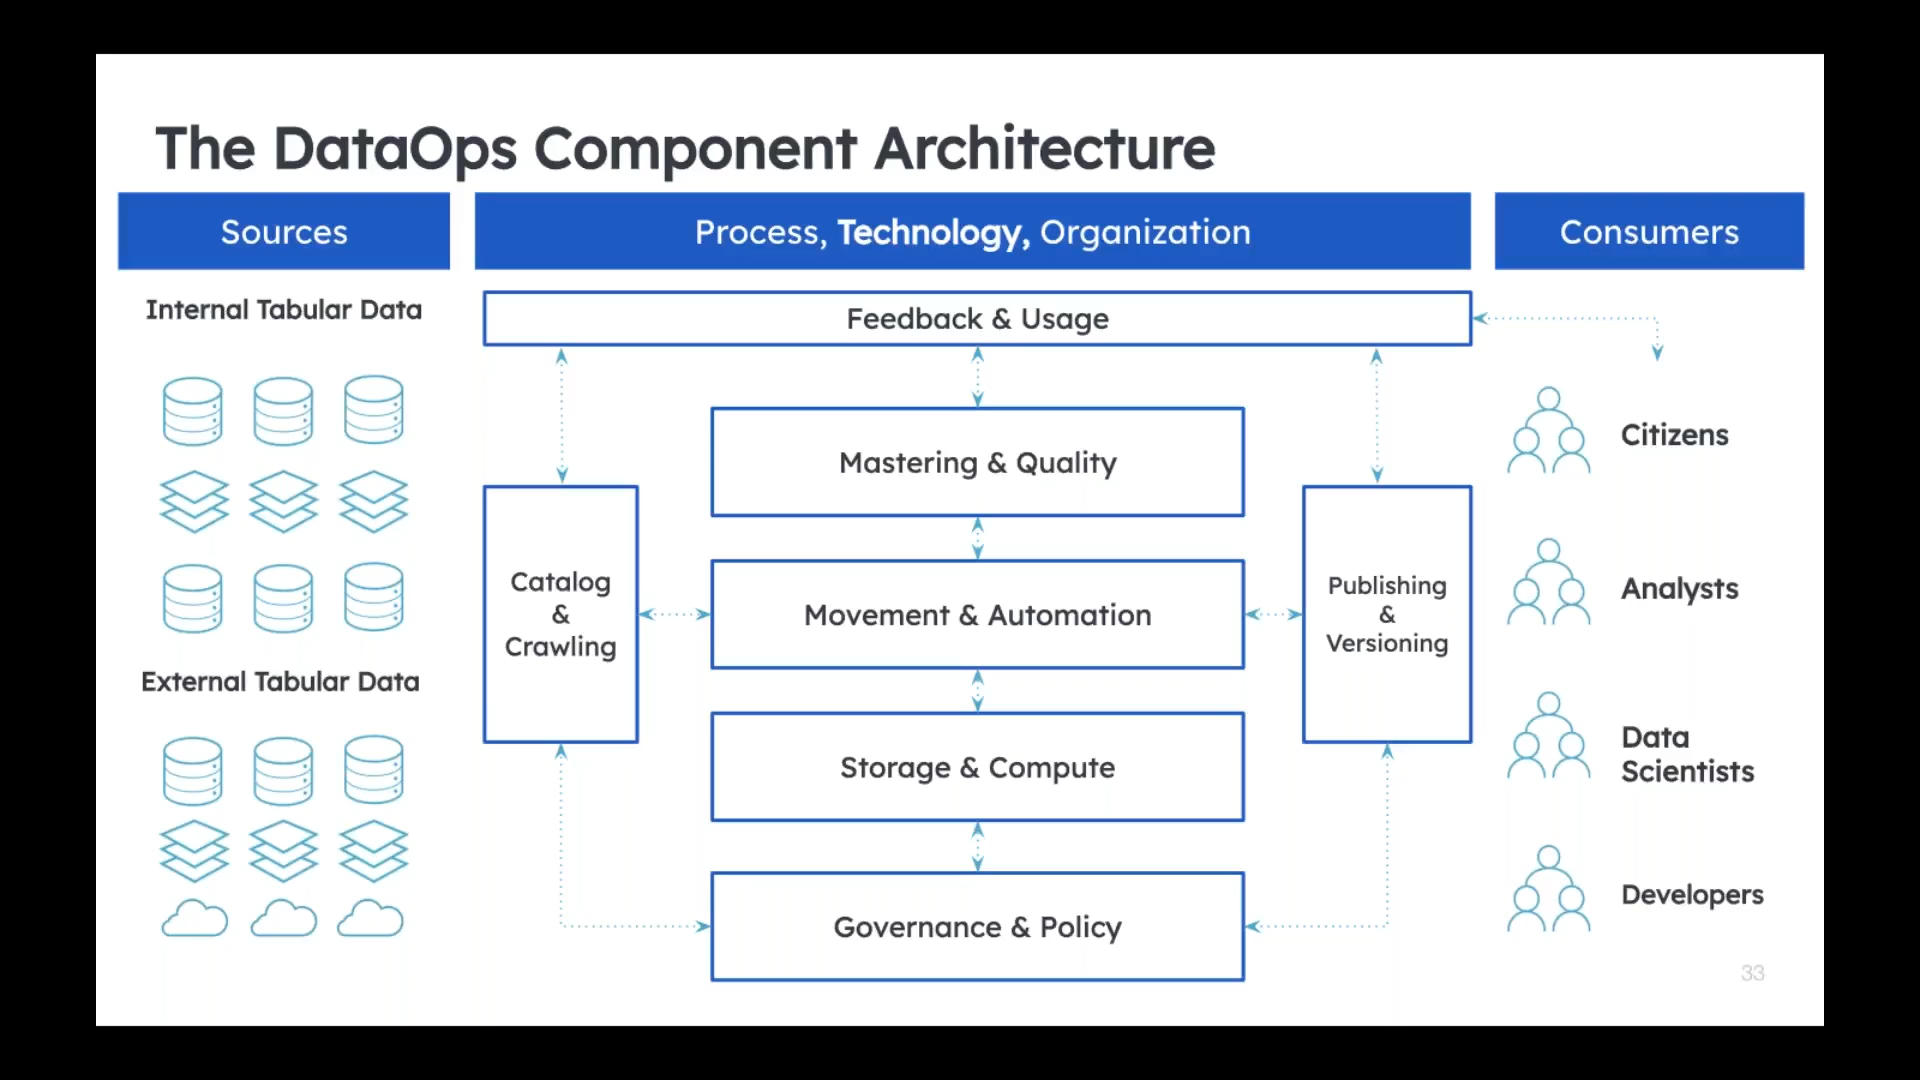 The DataOps Component Architecture
Sources
Process, Technology, Organization
Consumers
Internal Tabular Data
External Tabular Data
Feedback & Usage
Mastering & Quality
Catalog
&
Crawling
Movement & Automation
Publishing
&
Versioning
Storage & Compute
Governance & Policy
Citizens
Analysts
Data
Scientists
Developers
33